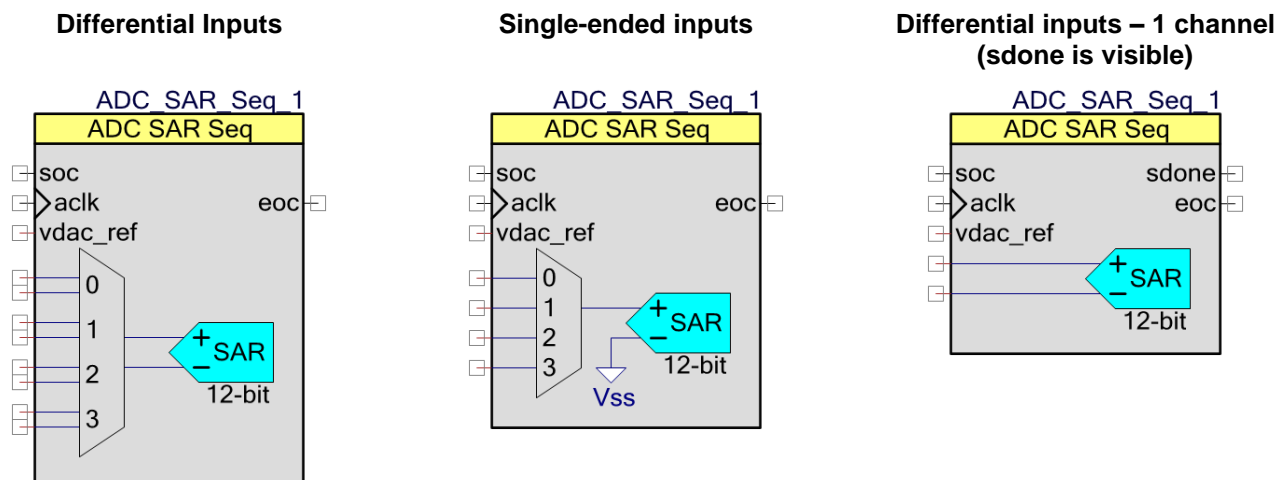 Differential Inputs
ADC_SAR_Seq_1
ADC SAR Seq
soc
aclk
eoc
vdac_ref
0
1
2
3
+
SAR
−
12-bit
Single-ended inputs
ADC_SAR_Seq_1
ADC SAR Seq
soc
aclk
eoc
vdac_ref
0
1
2
3
+
SAR
−
12-bit
Vss
Differential inputs – 1 channel
(sdone is visible)
ADC_SAR_Seq_1
ADC SAR Seq
soc
sdone
aclk
eoc
vdac_ref
+
SAR
−
12-bit